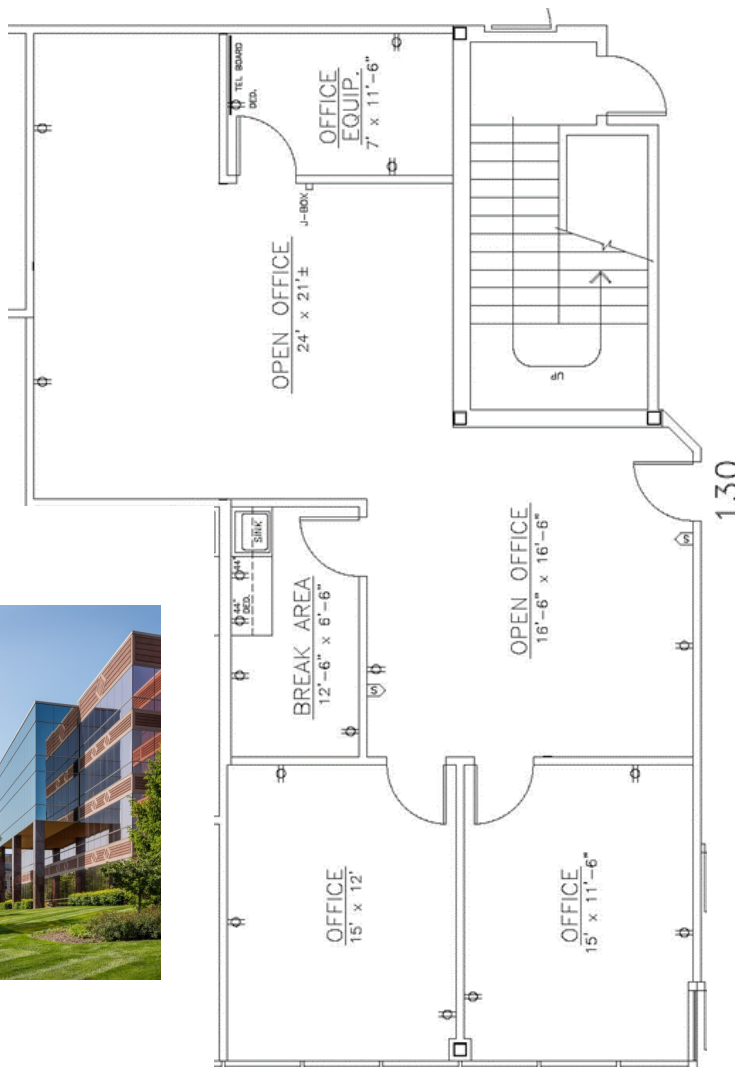 TEL BOARD
DED.
OFFICE
EQUIP.
7' x 11'-6"
J-BOX
OPEN OFFICE
24' x 21'±
UP
130
SINK
44"
44"
DED.
BREAK AREA
12'-6" x 6'-6"
S
OPEN OFFICE
16'-6" x 16'-6"
S
OFFICE
15' x 12'
OFFICE
15' x 11'-6"